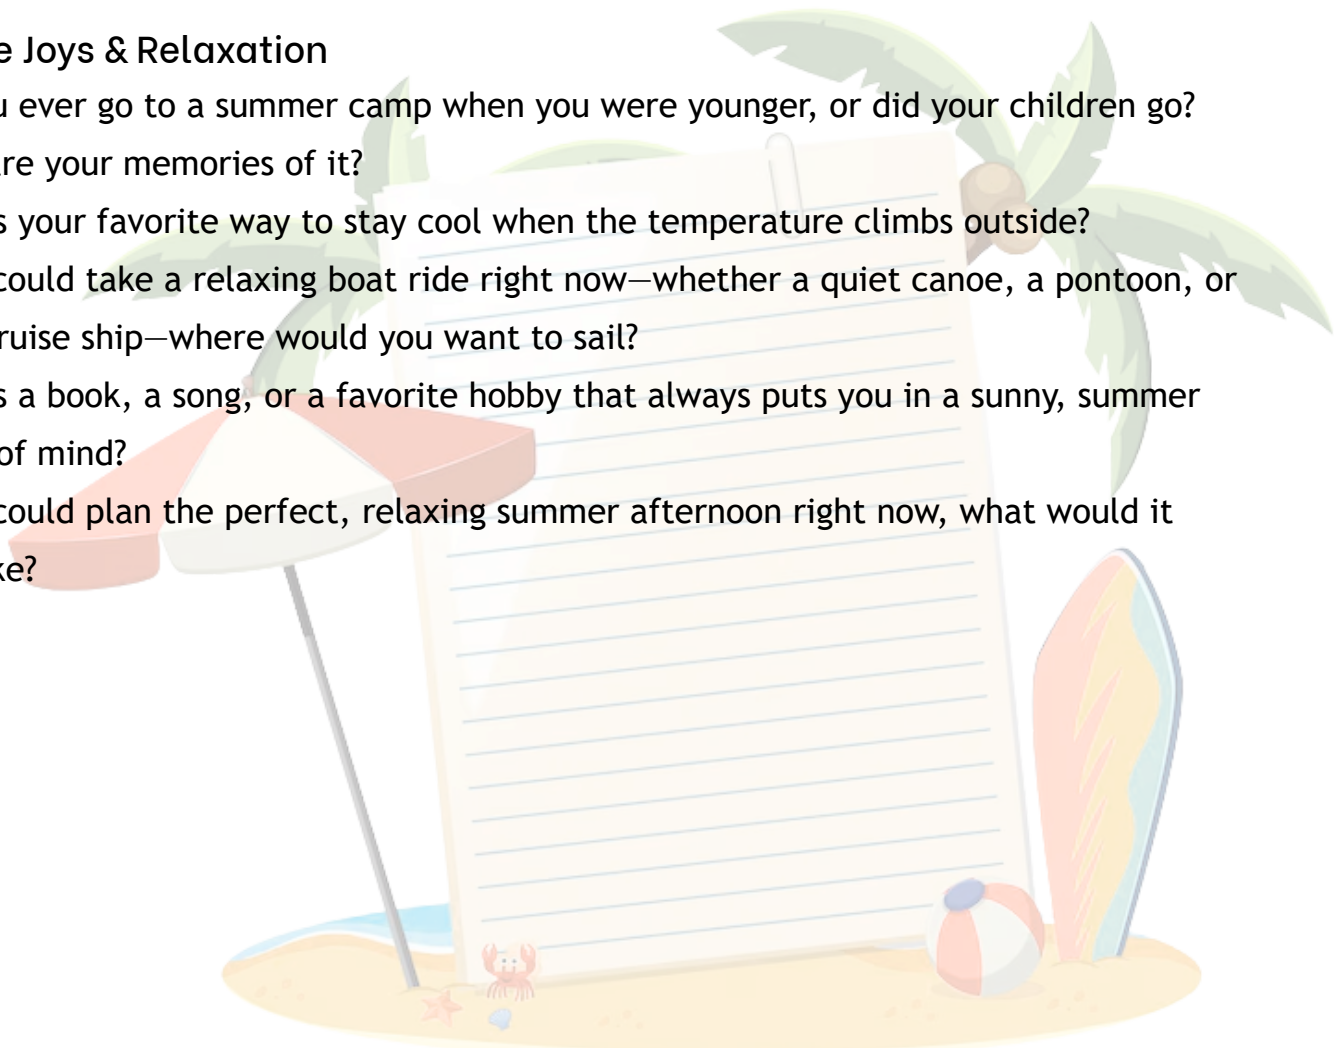 e Joys & Relaxation
u ever go to a summer camp when you were younger, or did your children go?
re your memories of it?
s your favorite way to stay cool when the temperature climbs outside?
could take a relaxing boat ride right now—whether a quiet canoe, a pontoon, or
ruise ship—where would you want to sail?
s a book, a song, or a favorite hobby that always puts you in a sunny, summer
of mind?
could plan the perfect, relaxing summer afternoon right now, what would it
ke?